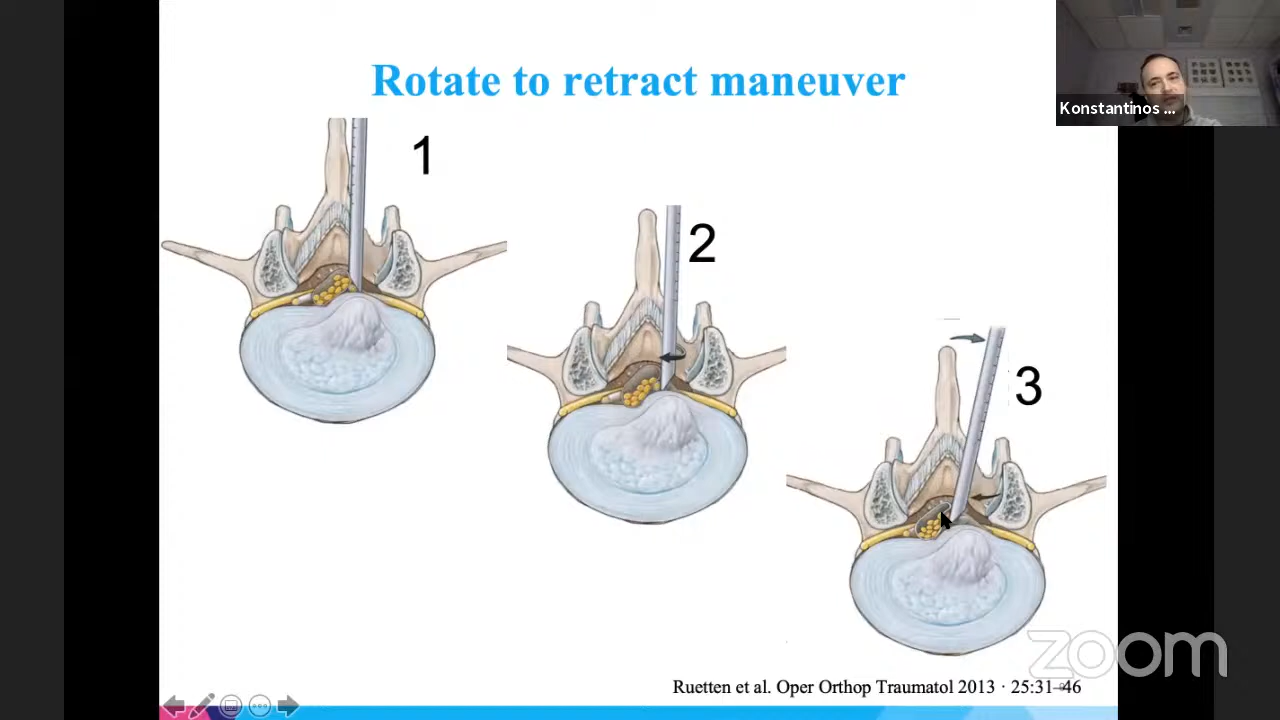 Rotate to retract maneuver
Konstantinos ...
1
2
3
zoom
Ruetten et al. Oper Orthop Traumatol 2013 · 25:31–46